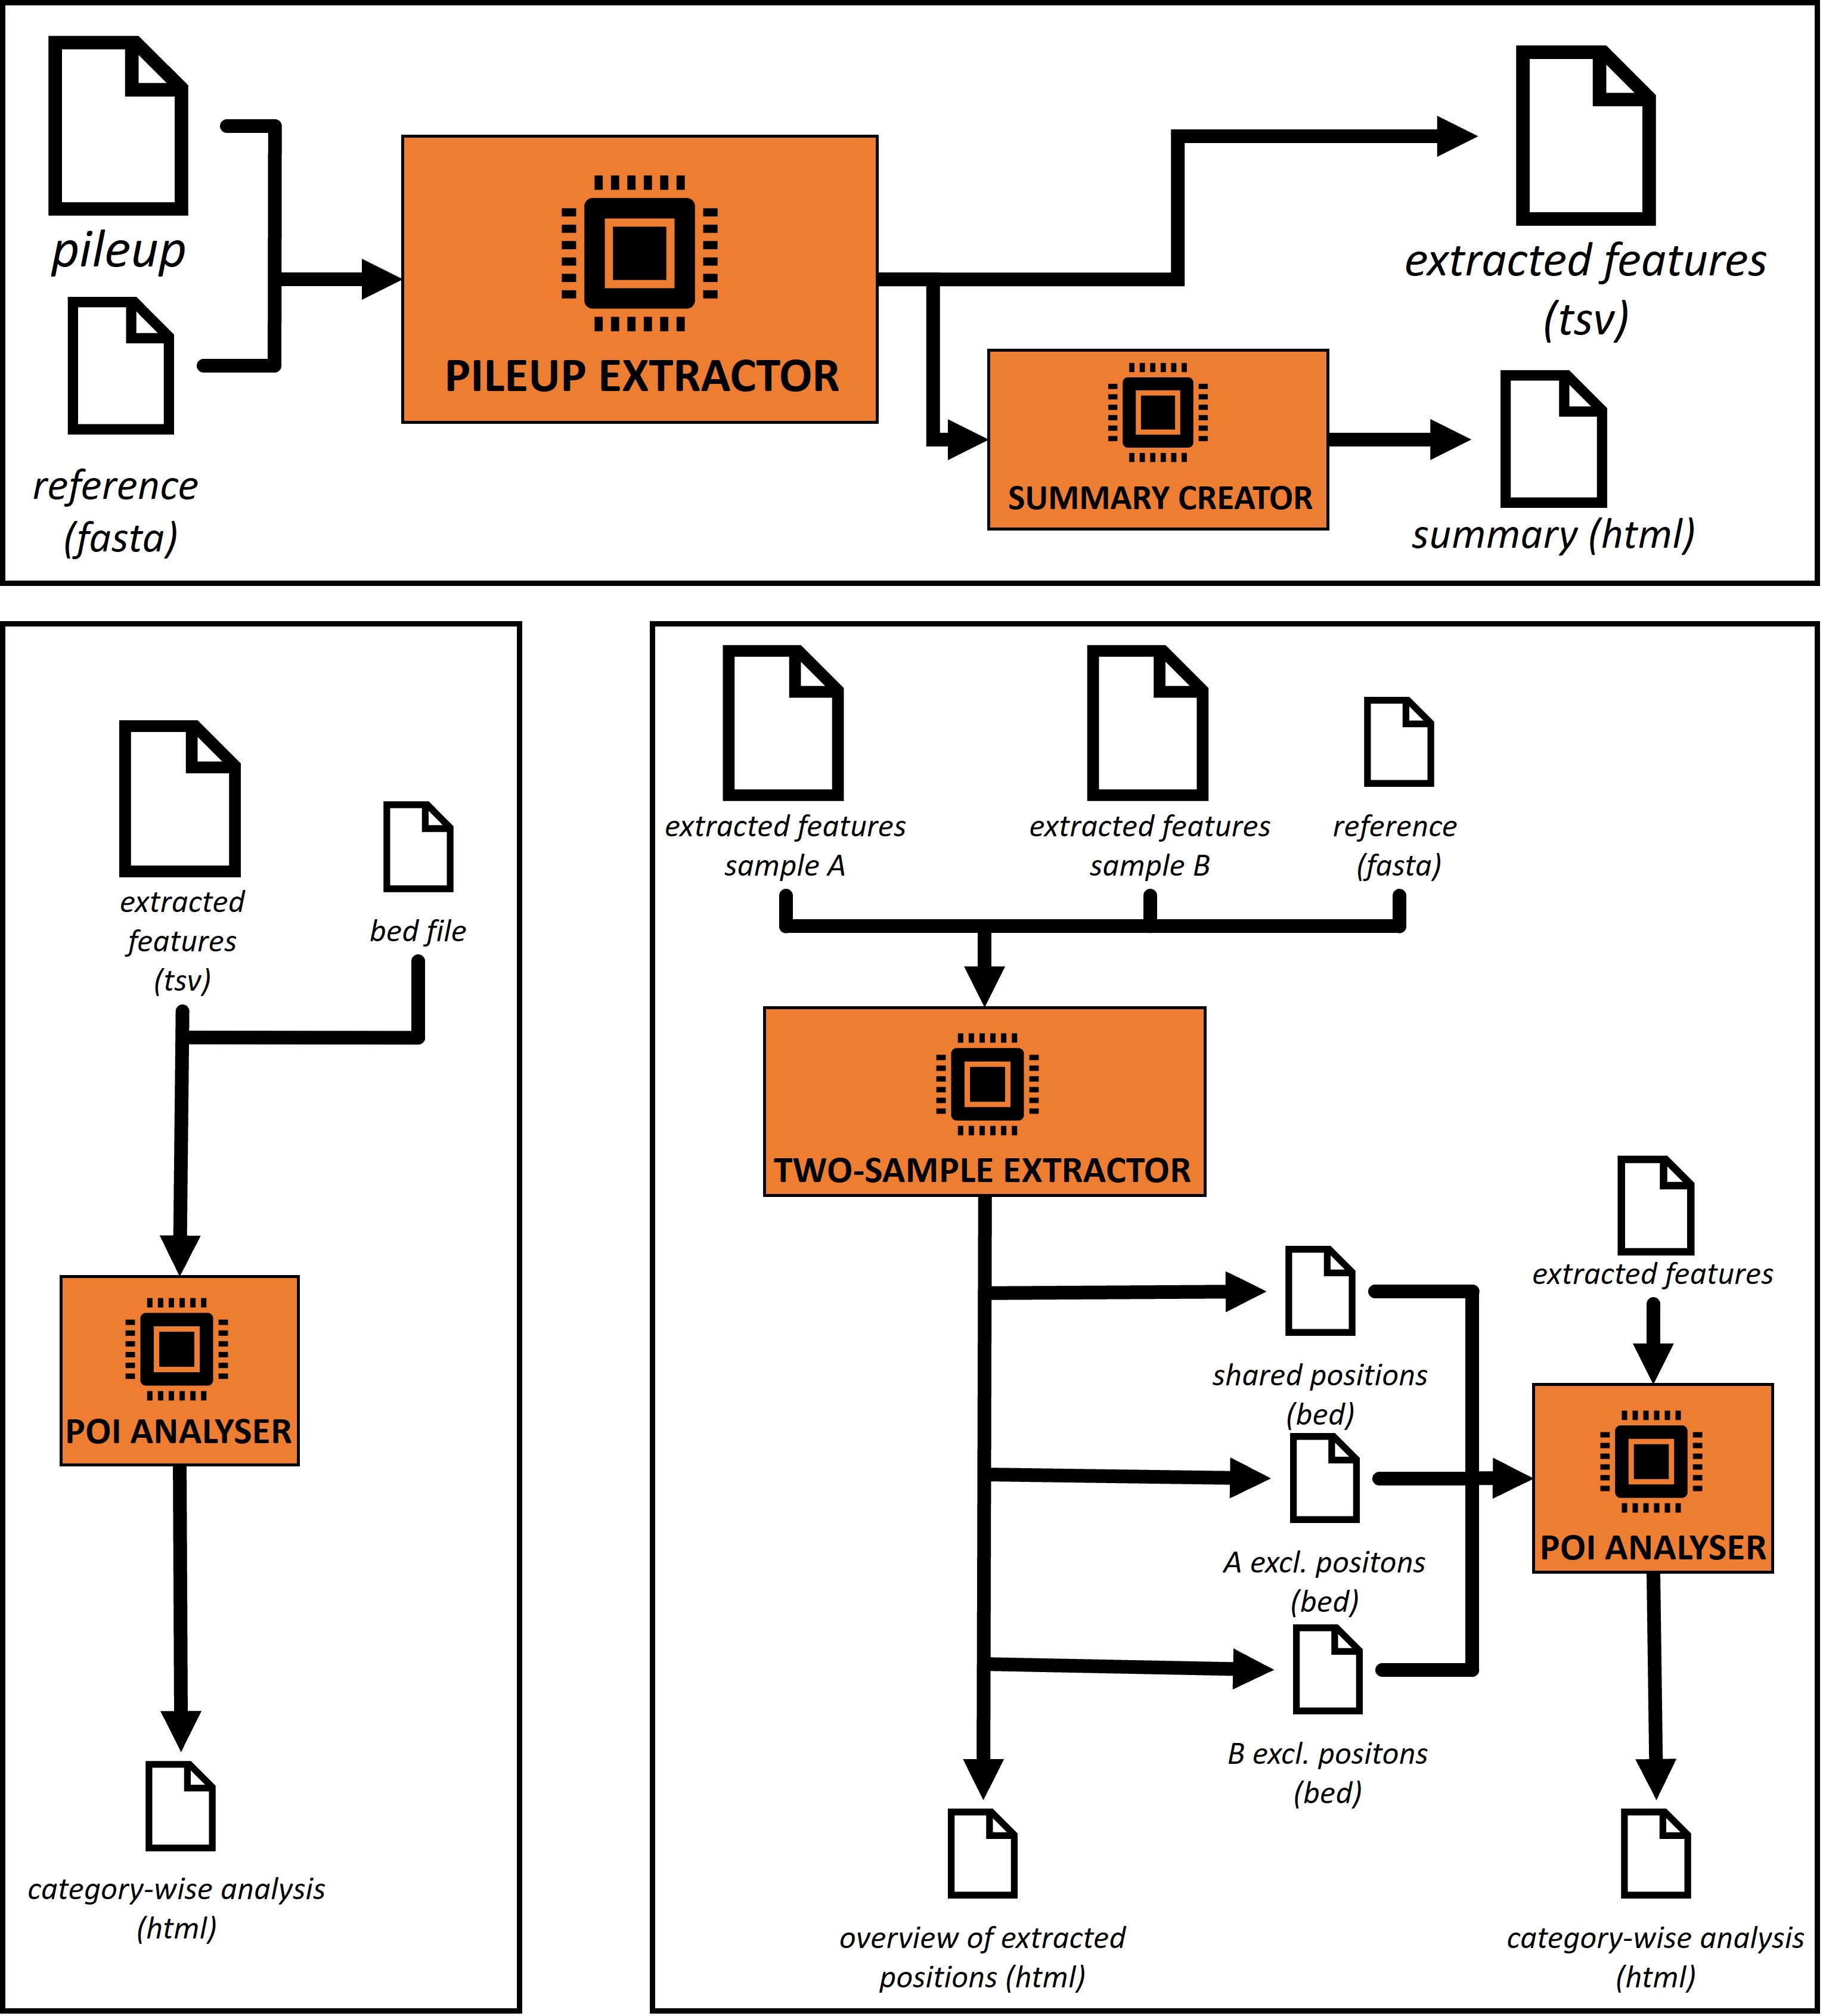 pileup
reference
(fasta)
PILEUP EXTRACTOR
SUMMARY CREATOR
extracted features
(tsv)
summary (html)
extracted
features
(tsv)
bed file
POI ANALYSER
category-wise analysis
(html)
extracted features
sample A
extracted features
sample B
reference
(fasta)
TWO-SAMPLE EXTRACTOR
shared positions
(bed)
A excl. positons
(bed)
B excl. positons
(bed)
extracted features
POI ANALYSER
overview of extracted
positions (html)
category-wise analysis
(html)